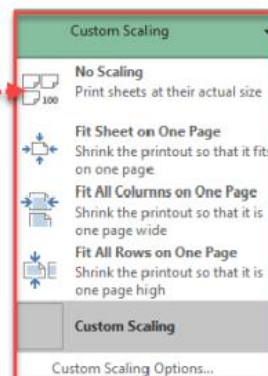 Custom Scaling
No Scaling
Print sheets at their actual size
100
Fit Sheet on One Page
Shrink the printout so that it fits
on one page
Fit All Columns on One Page
Shrink the printout so that it is
one page wide
Fit All Rows on One Page
Shrink the printout so that it is
one page high
Custom Scaling
Custom Scaling Options...